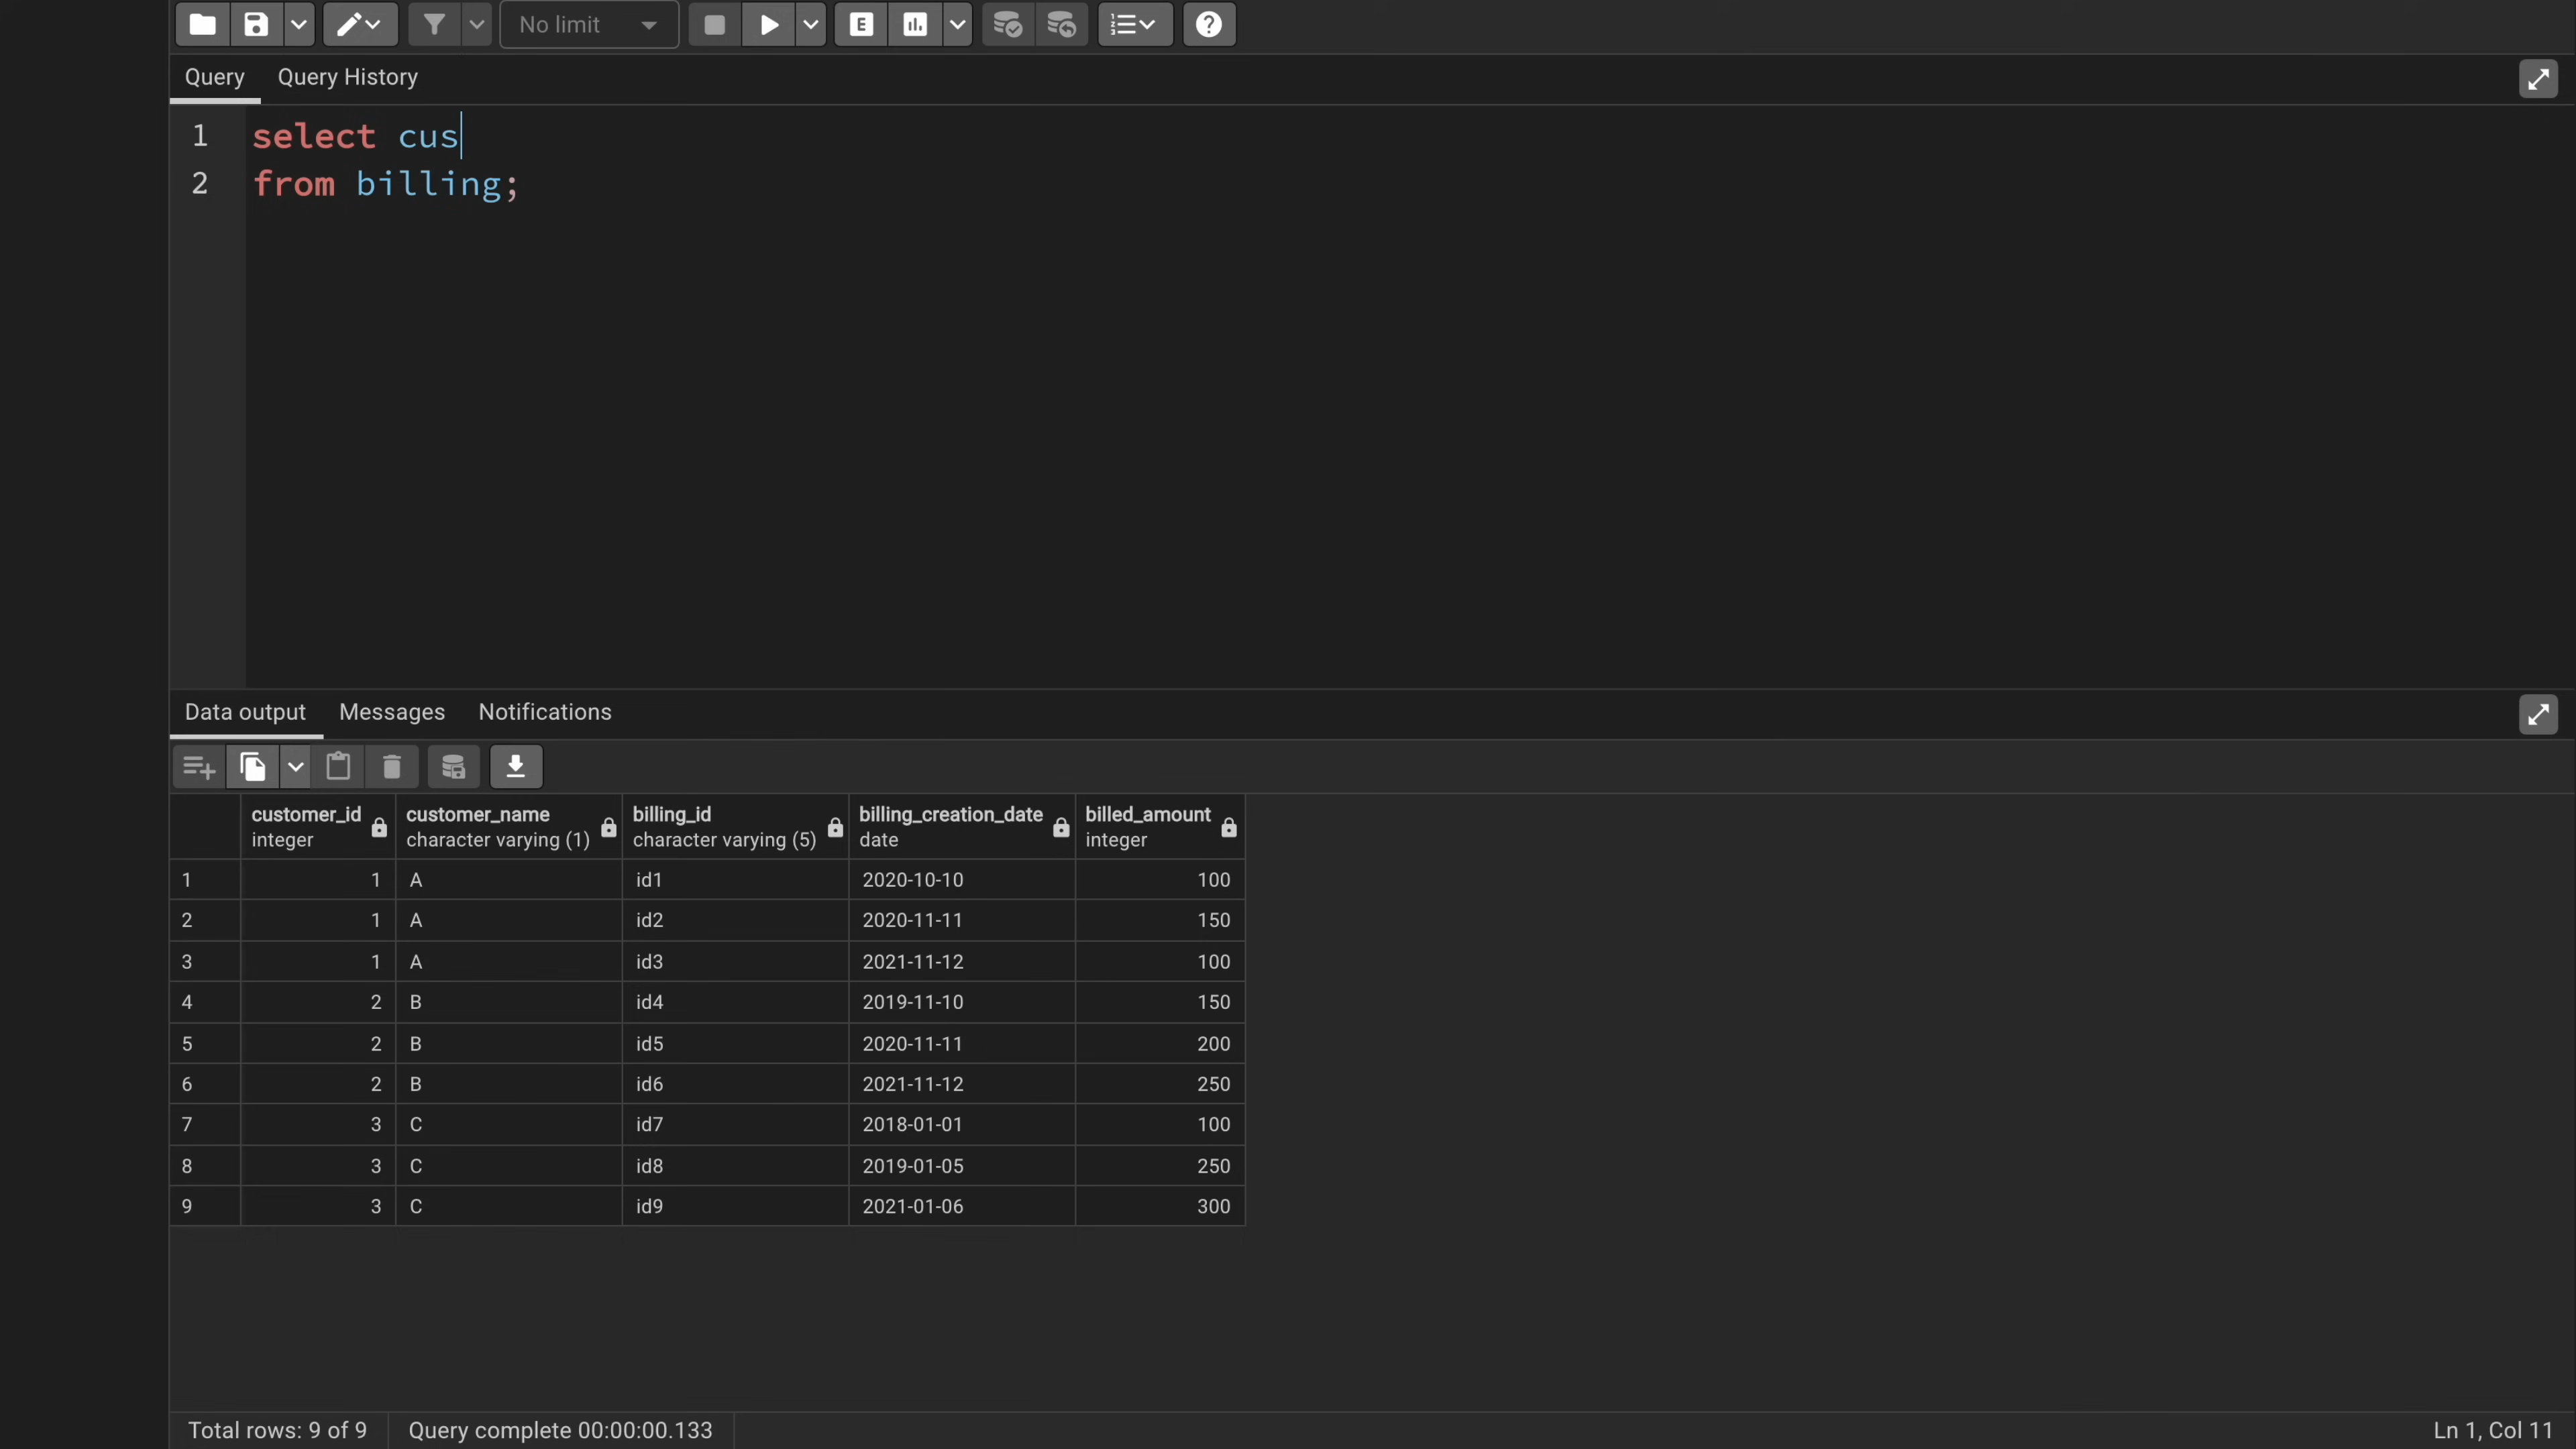 No limit
E
Query Query History
1 select cus
2 from billing;
Data output Messages Notifications
customer_id customer_name billing_id billing_creation_date billed_amount
integer character varying (1) character varying (5) date integer
1 1 A id1 2020-10-10 100
2 1 A id2 2020-11-11 150
3 1 A id3 2021-11-12 100
4 2 B id4 2019-11-10 150
5 2 B id5 2020-11-11 200
6 2 B id6 2021-11-12 250
7 3 C id7 2018-01-01 100
8 3 C id8 2019-01-05 250
9 3 C id9 2021-01-06 300
Total rows: 9 of 9 Query complete 00:00:00.133 Ln 1, Col 11